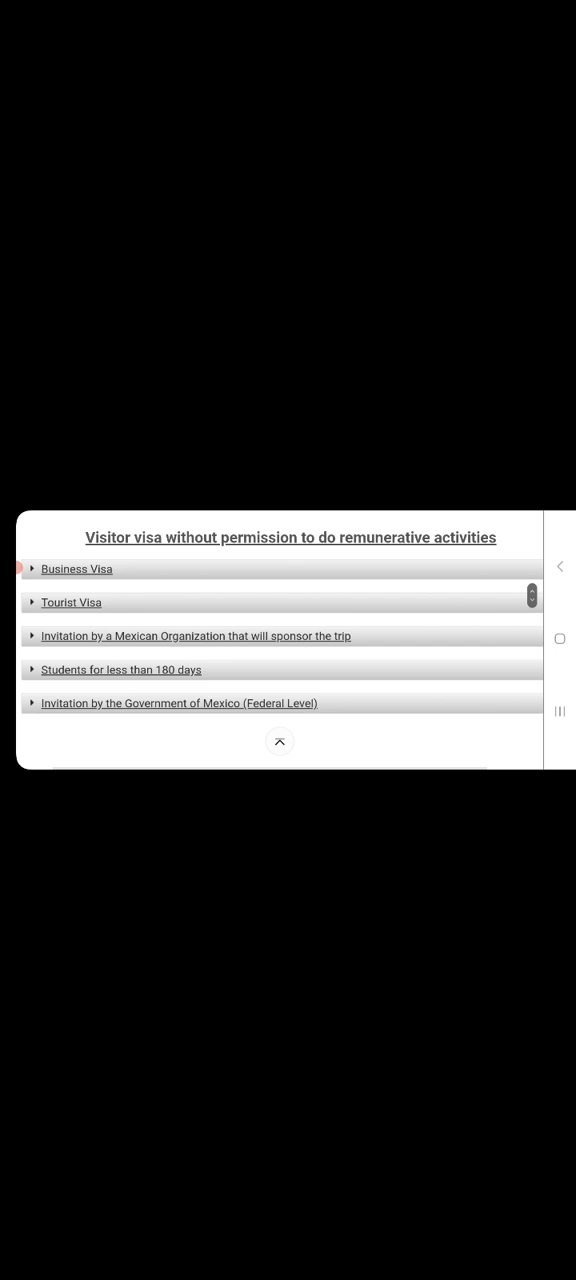 Visitor visa without permission to do remunerative activities
Business Visa
Tourist Visa
Invitation by a Mexican Organization that will sponsor the trip
Students for less than 180 days
Invitation by the Government of Mexico (Federal Level)